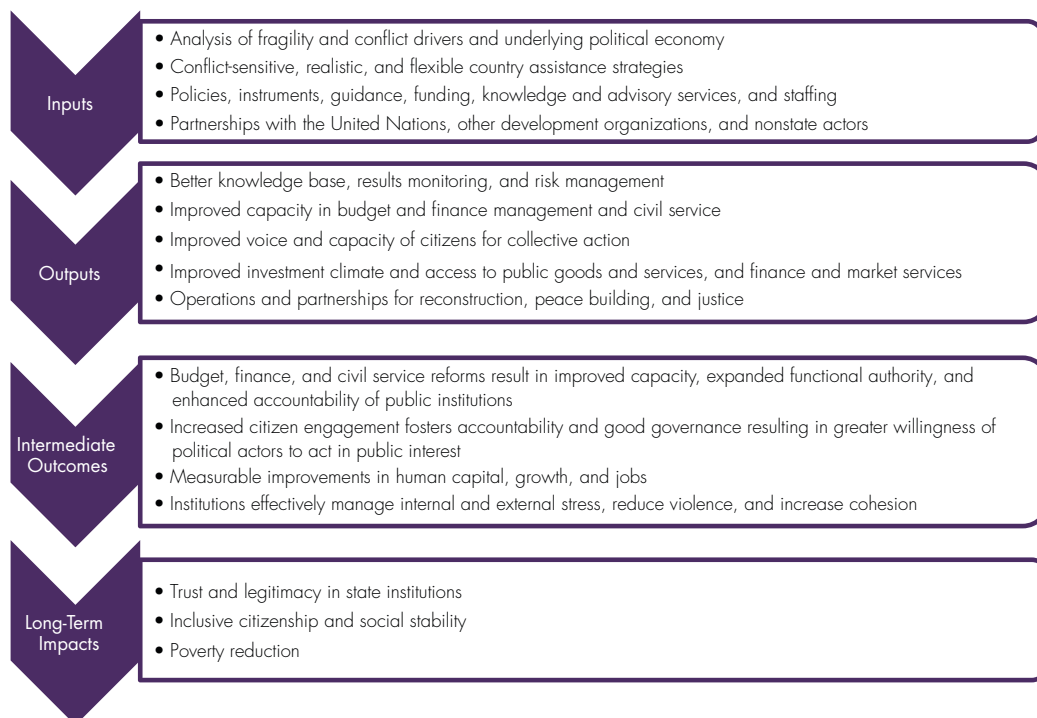 Inputs
• Analysis of fragility and conflict drivers and underlying political economy
• Conflict-sensitive, realistic, and flexible country assistance strategies
• Policies, instruments, guidance, funding, knowledge and advisory services, and staffing
• Partnerships with the United Nations, other development organizations, and nonstate actors
Outputs
• Better knowledge base, results monitoring, and risk management
• Improved capacity in budget and finance management and civil service
• Improved voice and capacity of citizens for collective action
• Improved investment climate and access to public goods and services, and finance and market services
• Operations and partnerships for reconstruction, peace building, and justice
Intermediate
Outcomes
• Budget, finance, and civil service reforms result in improved capacity, expanded functional authority, and
enhanced accountability of public institutions
• Increased citizen engagement fosters accountability and good governance resulting in greater willingness of
political actors to act in public interest
• Measurable improvements in human capital, growth, and jobs
• Institutions effectively manage internal and external stress, reduce violence, and increase cohesion
Long-Term
Impacts
• Trust and legitimacy in state institutions
• Inclusive citizenship and social stability
• Poverty reduction